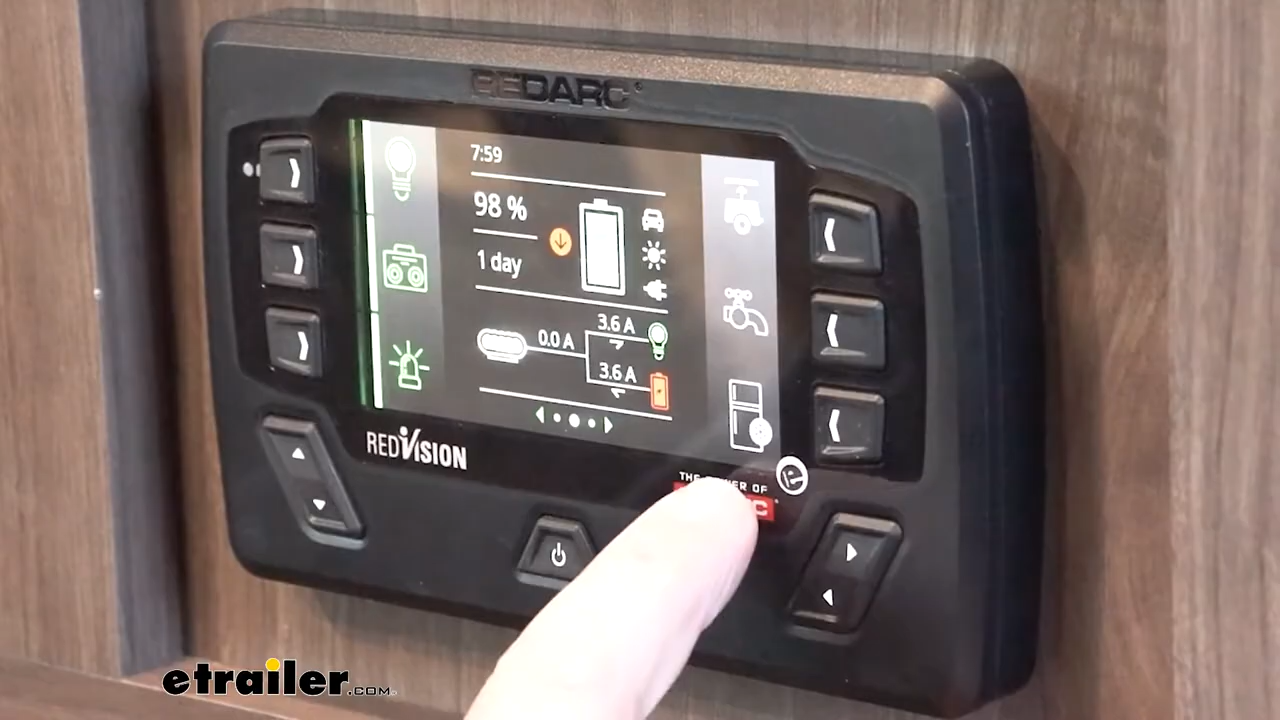 REDARC®
7:59
98 %
1 day
3.6 A
0.0 A
3.6 A
REDVISION
THE POWER OF
etrailer.com